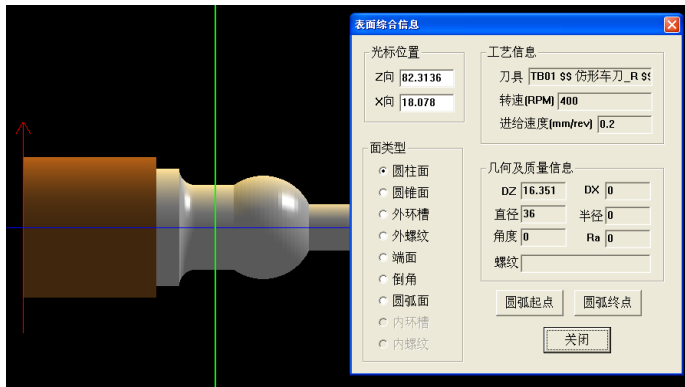 表面综合信息
光标位置
Z向 82.3136
X向 18.078
面类型
圆柱面
圆锥面
外环槽
外螺纹
端面
倒角
圆弧面
内环槽
内螺纹
工艺信息
刀具 TB01 $$ 仿形车刀_R $$
转速(RPM) 400
进给速度(mm/rev) 0.2
几何及质量信息
DZ 16.351 DX 0
直径 36 半径 0
角度 0 Ra 0
螺纹
圆弧起点 圆弧终点
关闭